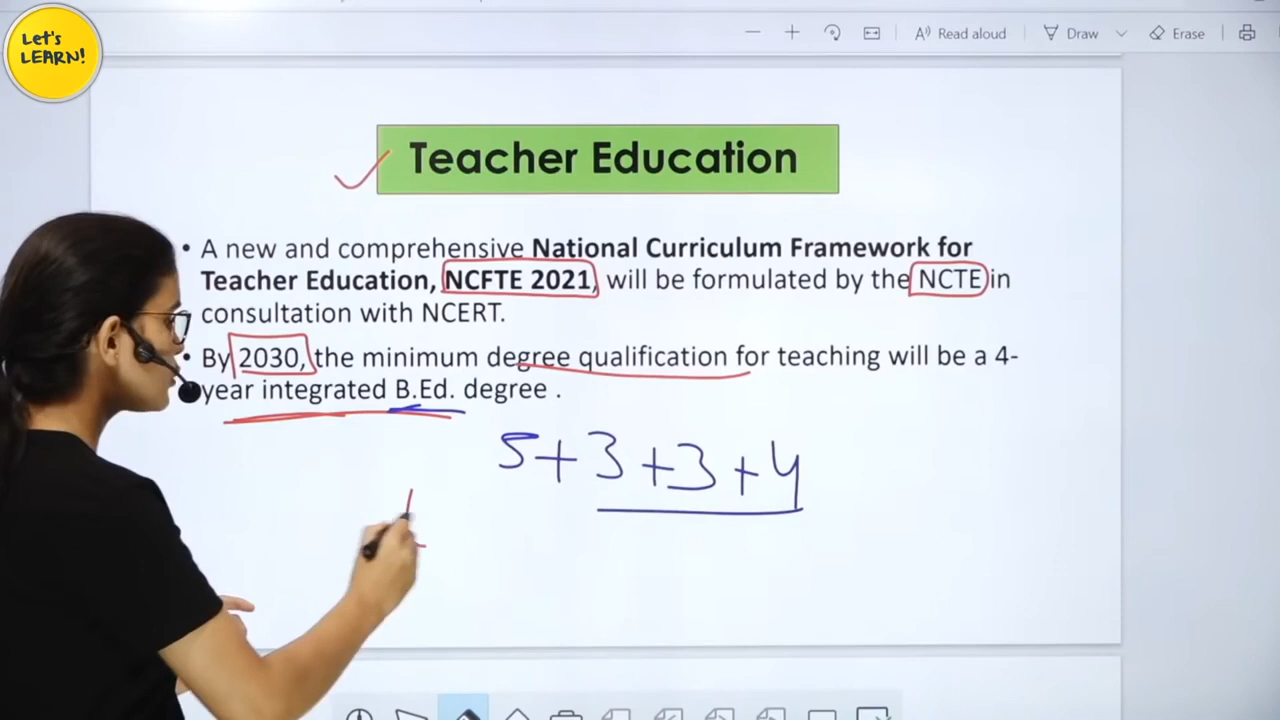 Let's
LEARN!
Read aloud
Draw
Erase
Teacher Education
• A new and comprehensive National Curriculum Framework for
Teacher Education, NCFTE 2021, will be formulated by the NCTE in
consultation with NCERT.
• By 2030, the minimum degree qualification for teaching will be a 4-
year integrated B.Ed. degree .
5+3+3+4